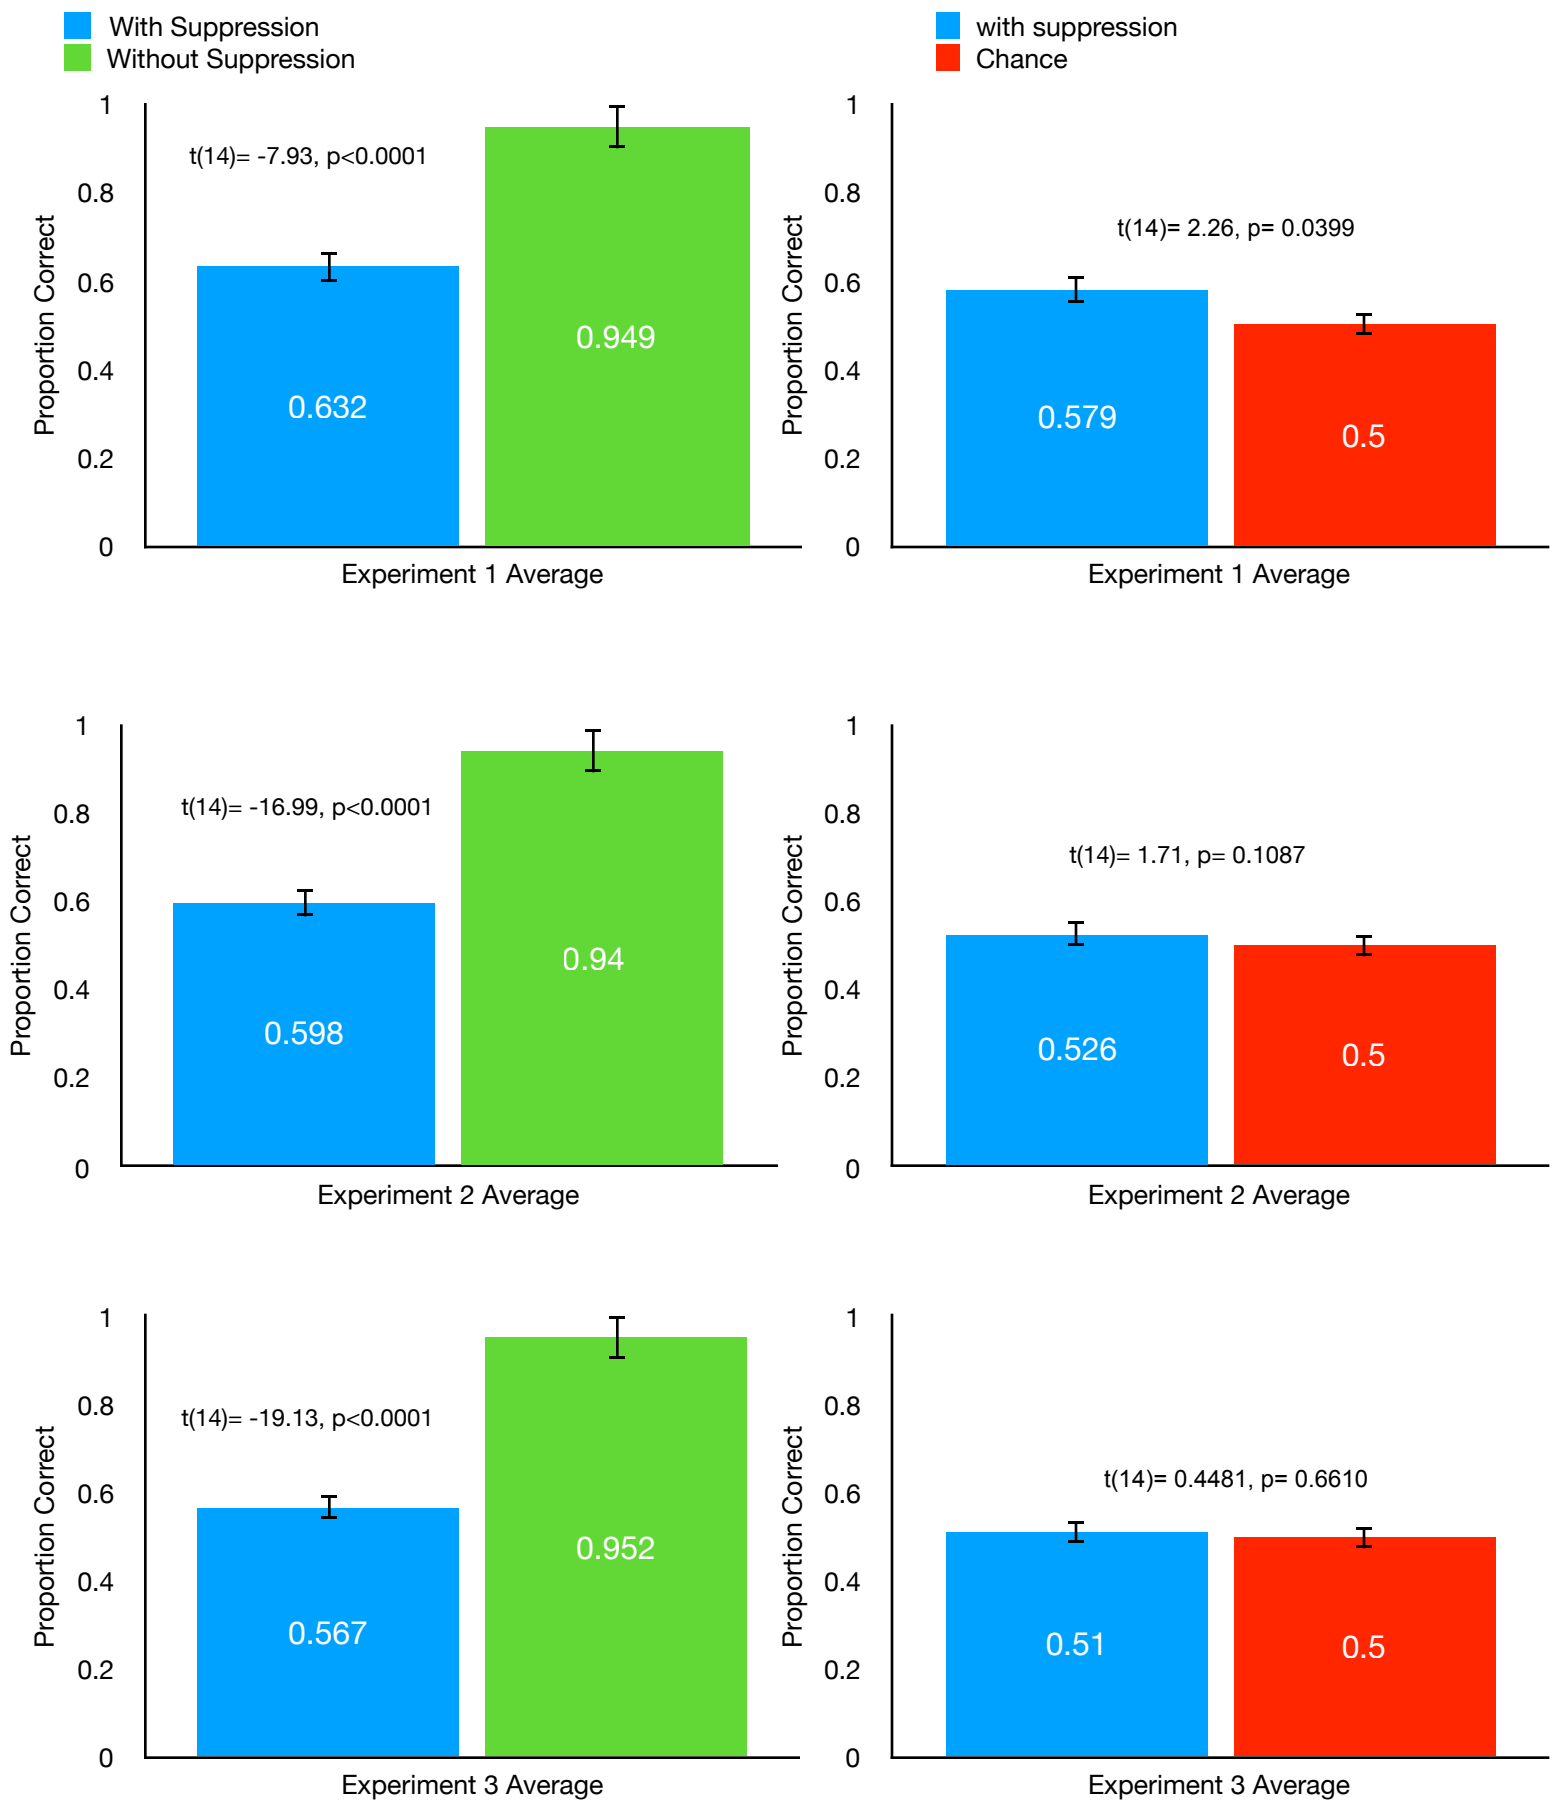 With Suppression
Without Suppression
with suppression
Chance
Proportion Correct
1
0.8
0.6
0.4
0.2
0
t(14)= -7.93, p<0.0001
0.632
0.949
Experiment 1 Average
Proportion Correct
1
0.8
0.6
0.4
0.2
0
t(14)= 2.26, p= 0.0399
0.579
0.5
Experiment 1 Average
Proportion Correct
1
0.8
0.6
0.4
0.2
0
t(14)= -16.99, p<0.0001
0.598
0.94
Experiment 2 Average
Proportion Correct
1
0.8
0.6
0.4
0.2
0
t(14)= 1.71, p= 0.1087
0.526
0.5
Experiment 2 Average
Proportion Correct
1
0.8
0.6
0.4
0.2
0
t(14)= -19.13, p<0.0001
0.567
0.952
Experiment 3 Average
Proportion Correct
1
0.8
0.6
0.4
0.2
0
t(14)= 0.4481, p= 0.6610
0.51
0.5
Experiment 3 Average